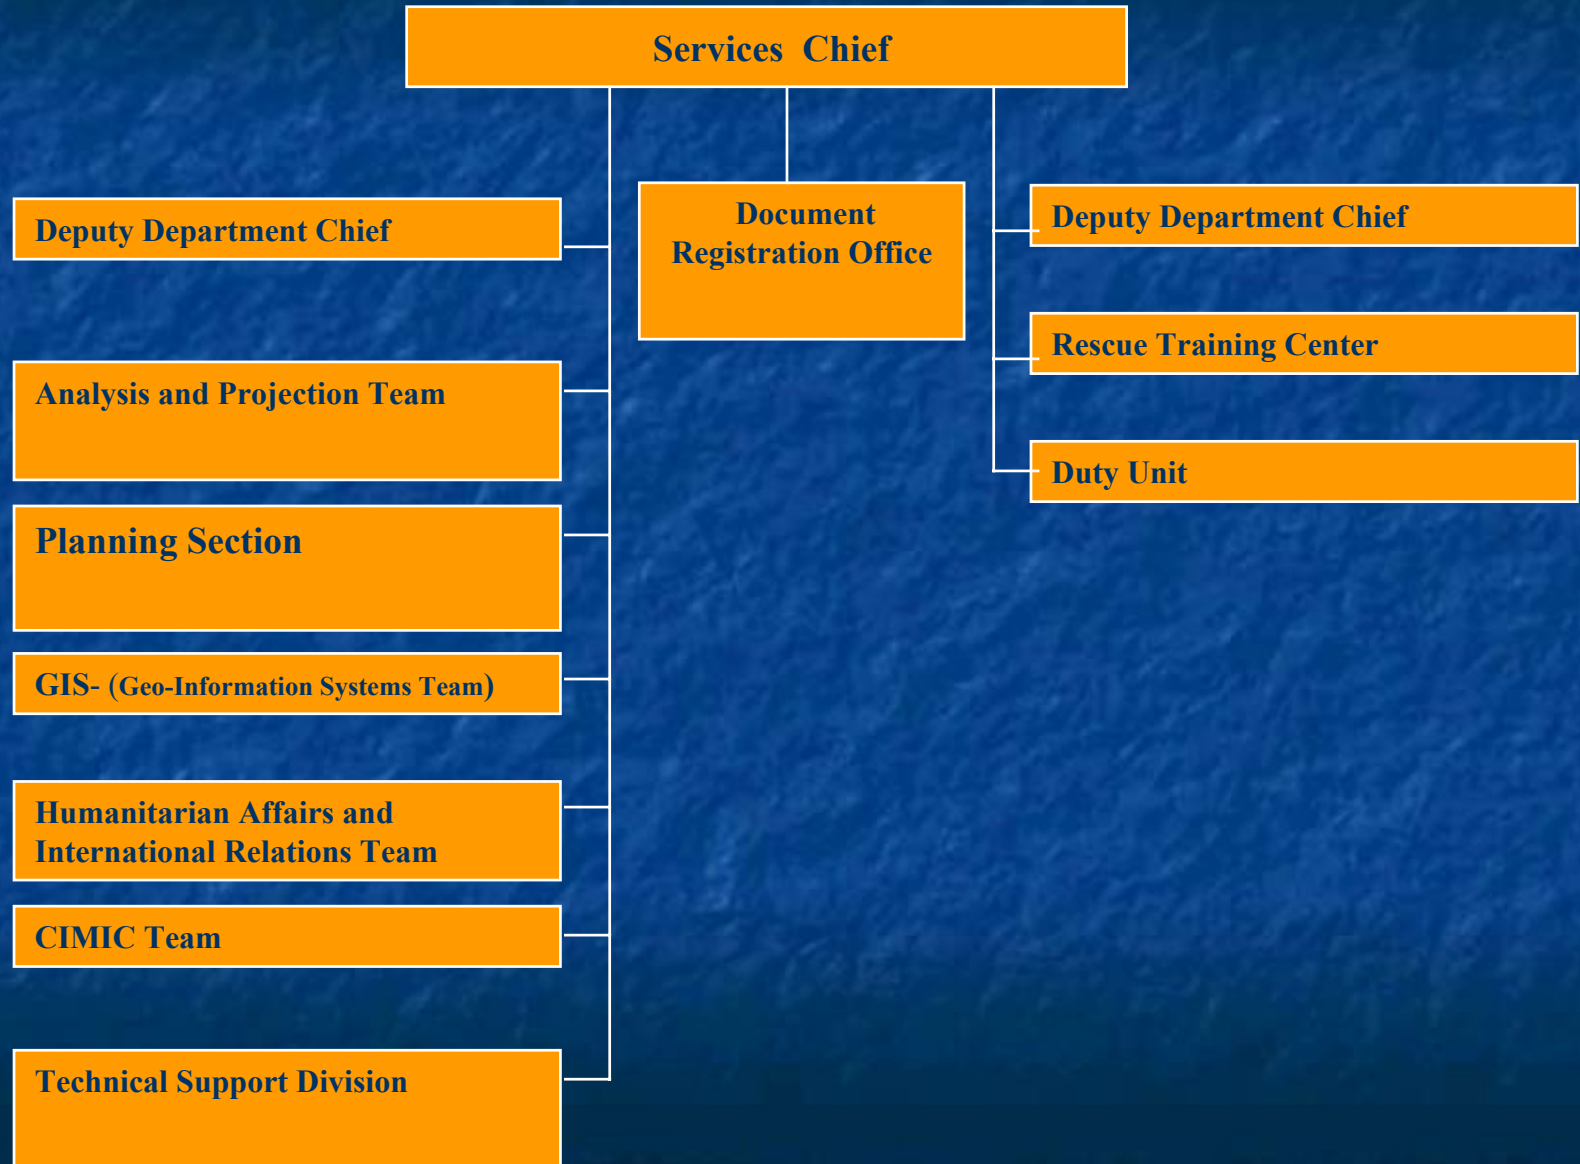 Services Chief
Deputy Department Chief
Analysis and Projection Team
Planning Section
GIS- (Geo-Information Systems Team)
Humanitarian Affairs and
International Relations Team
CIMIC Team
Technical Support Division
Document
Registration Office
Deputy Department Chief
Rescue Training Center
Duty Unit